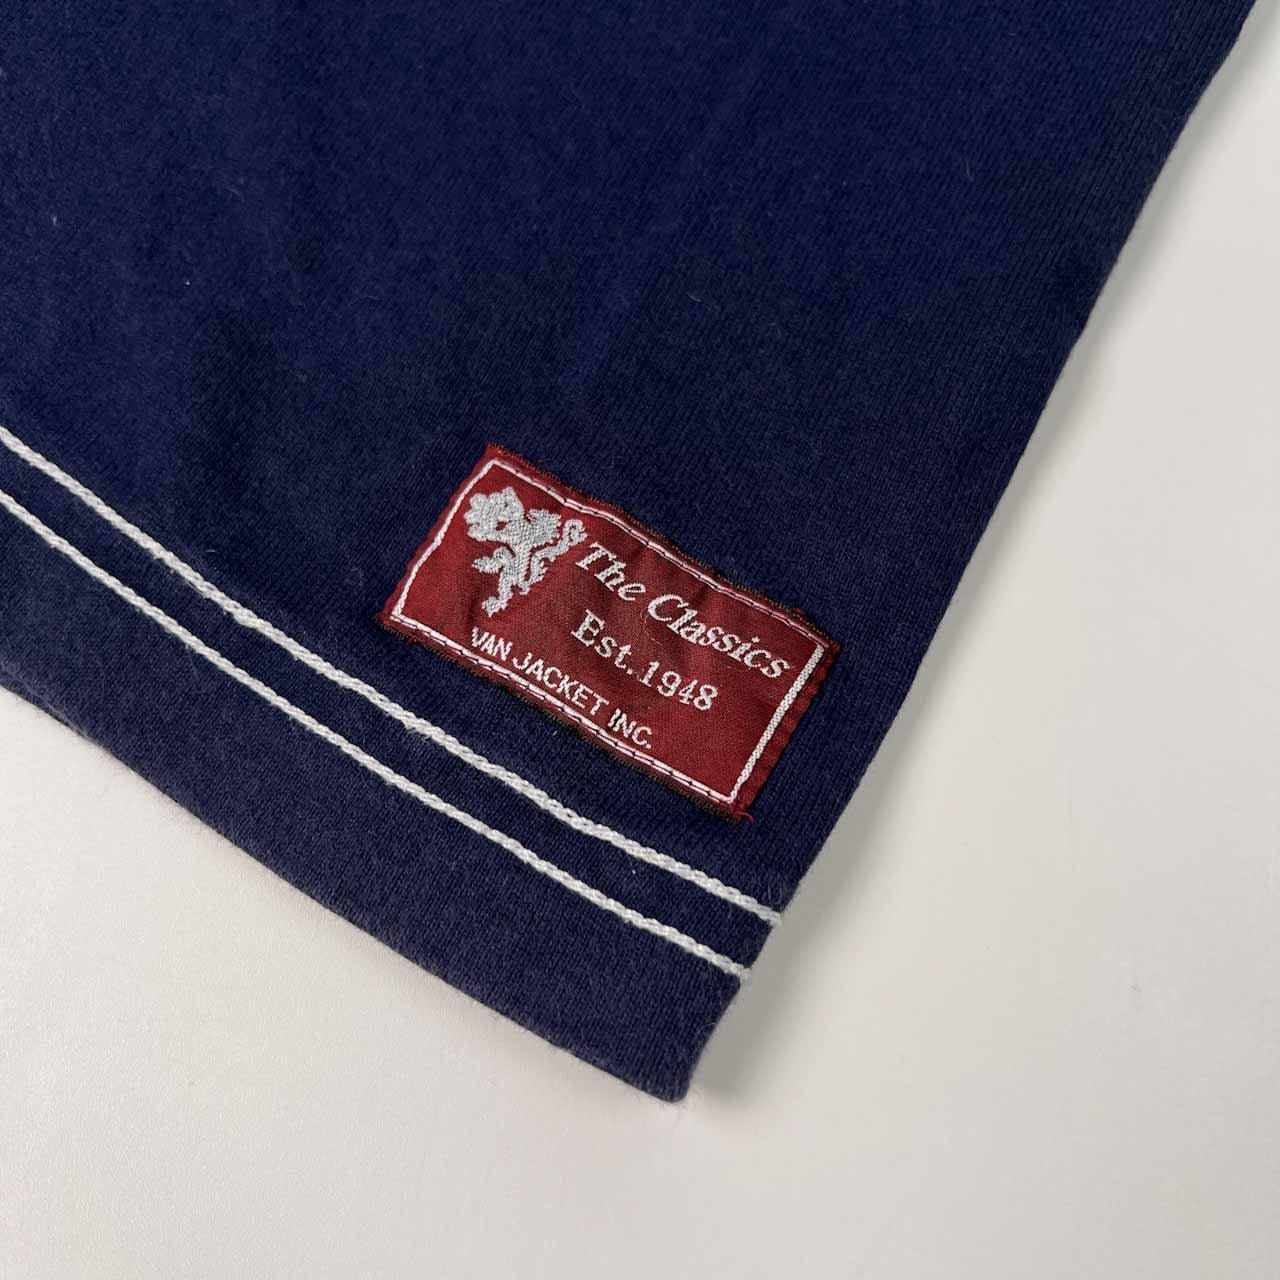 The Classics
Est. 1948
VAN JACKET INC.